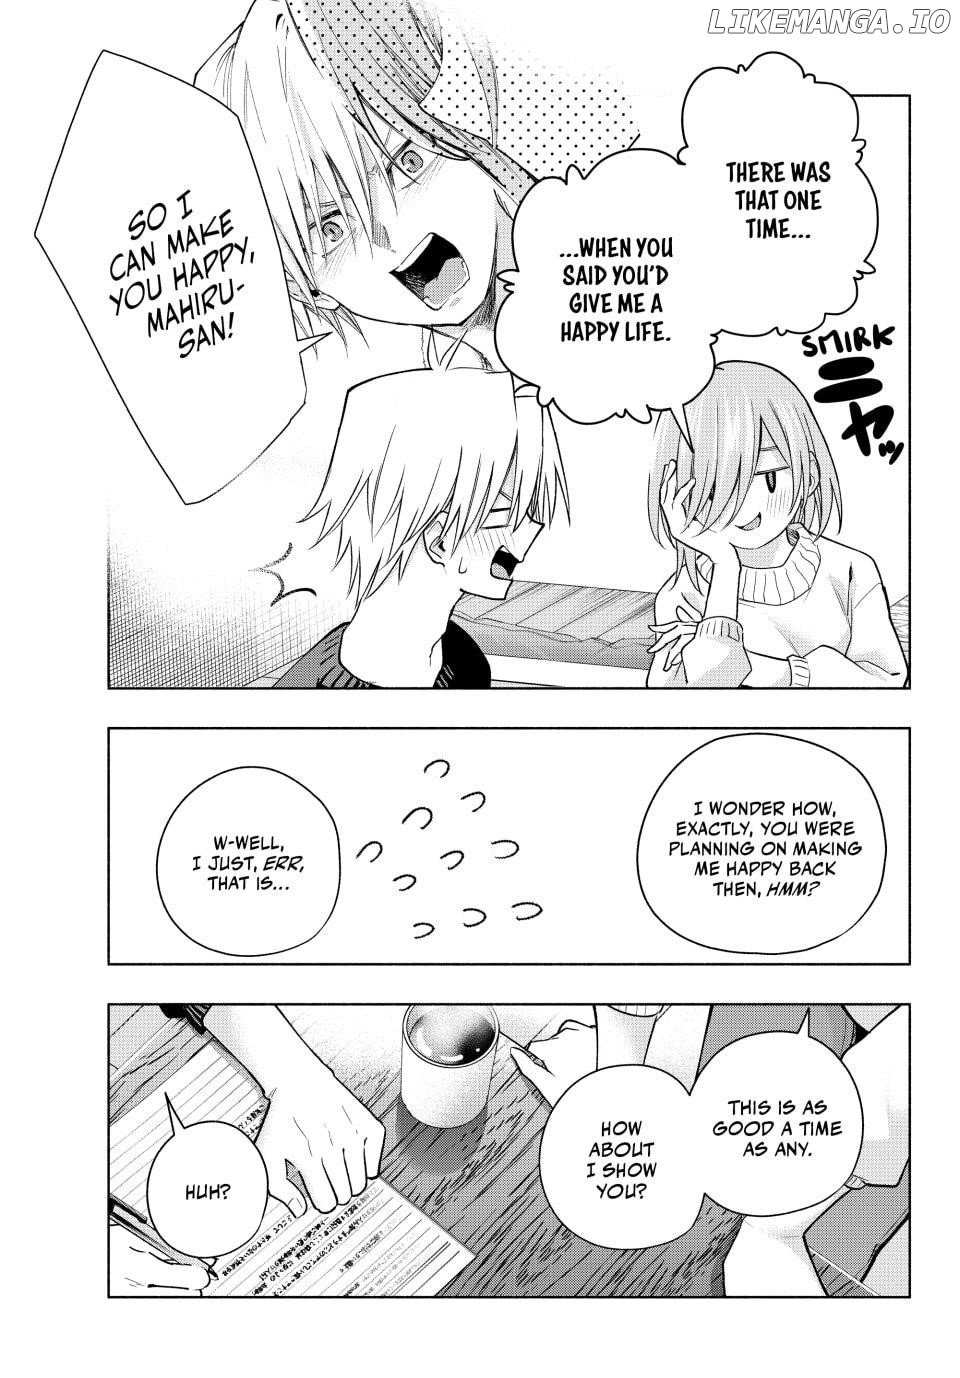 LIKEMANGA.IO
THERE WAS
THAT ONE
TIME...
...WHEN YOU
SAID YOU'D
GIVE ME A
HAPPY LIFE.
SO I
CAN MAKE
YOU HAPPY,
MAHIRU-
SAN!
SMIRK
ニヤッ
I WONDER HOW,
EXACTLY, YOU WERE
PLANNING ON MAKING
ME HAPPY BACK
THEN, HMM?
W-WELL,
I JUST, ERR,
THAT IS...
THIS IS AS
GOOD A TIME
AS ANY.
HOW
ABOUT
I SHOW
YOU?
HUH?